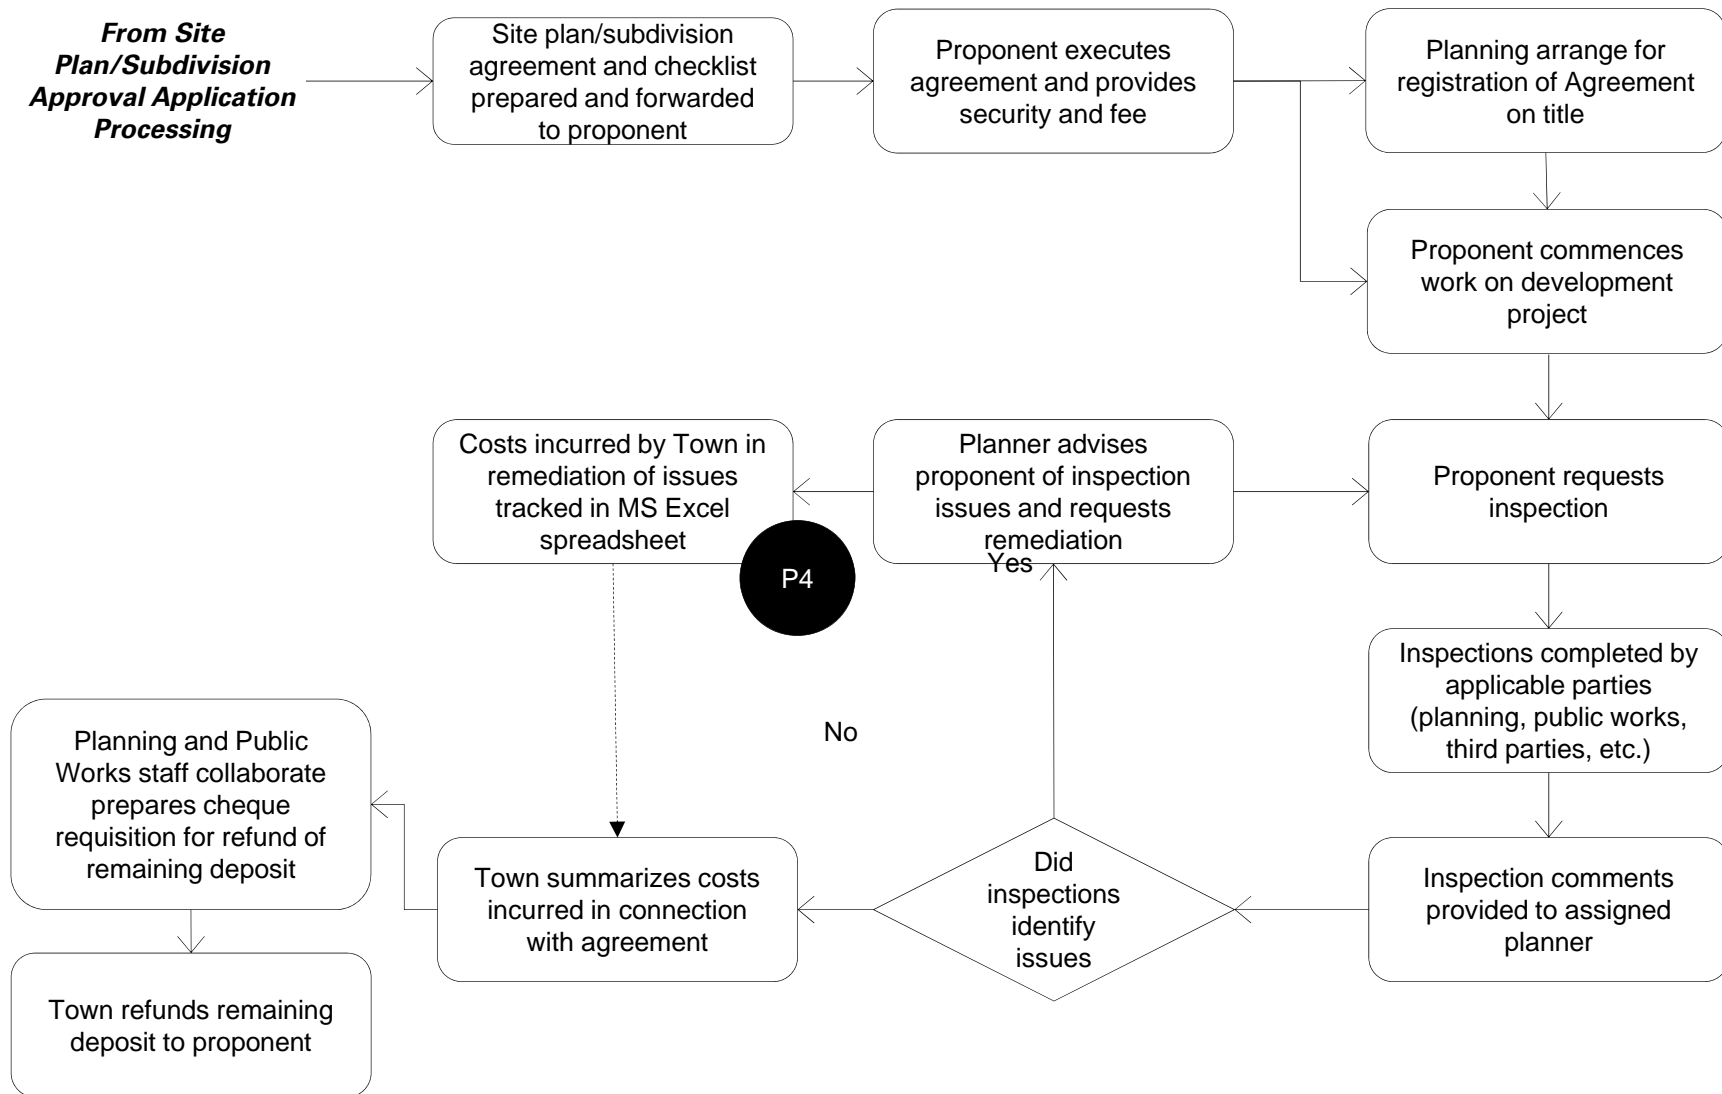 From Site
Plan/Subdivision
Approval Application
Processing
Site plan/subdivision
agreement and checklist
prepared and forwarded
to proponent
Proponent executes
agreement and provides
security and fee
Planning arrange for
registration of Agreement
on title
Proponent commences
work on development
project
Costs incurred by Town in
remediation of issues
tracked in MS Excel
spreadsheet
P4
Planner advises
proponent of inspection
issues and requests
remediation
Yes
Proponent requests
inspection
Inspections completed by
applicable parties
(planning, public works,
third parties, etc.)
No
Planning and Public
Works staff collaborate
prepares cheque
requisition for refund of
remaining deposit
Town summarizes costs
incurred in connection
with agreement
Did
inspections
identify
issues
Inspection comments
provided to assigned
planner
Town refunds remaining
deposit to proponent